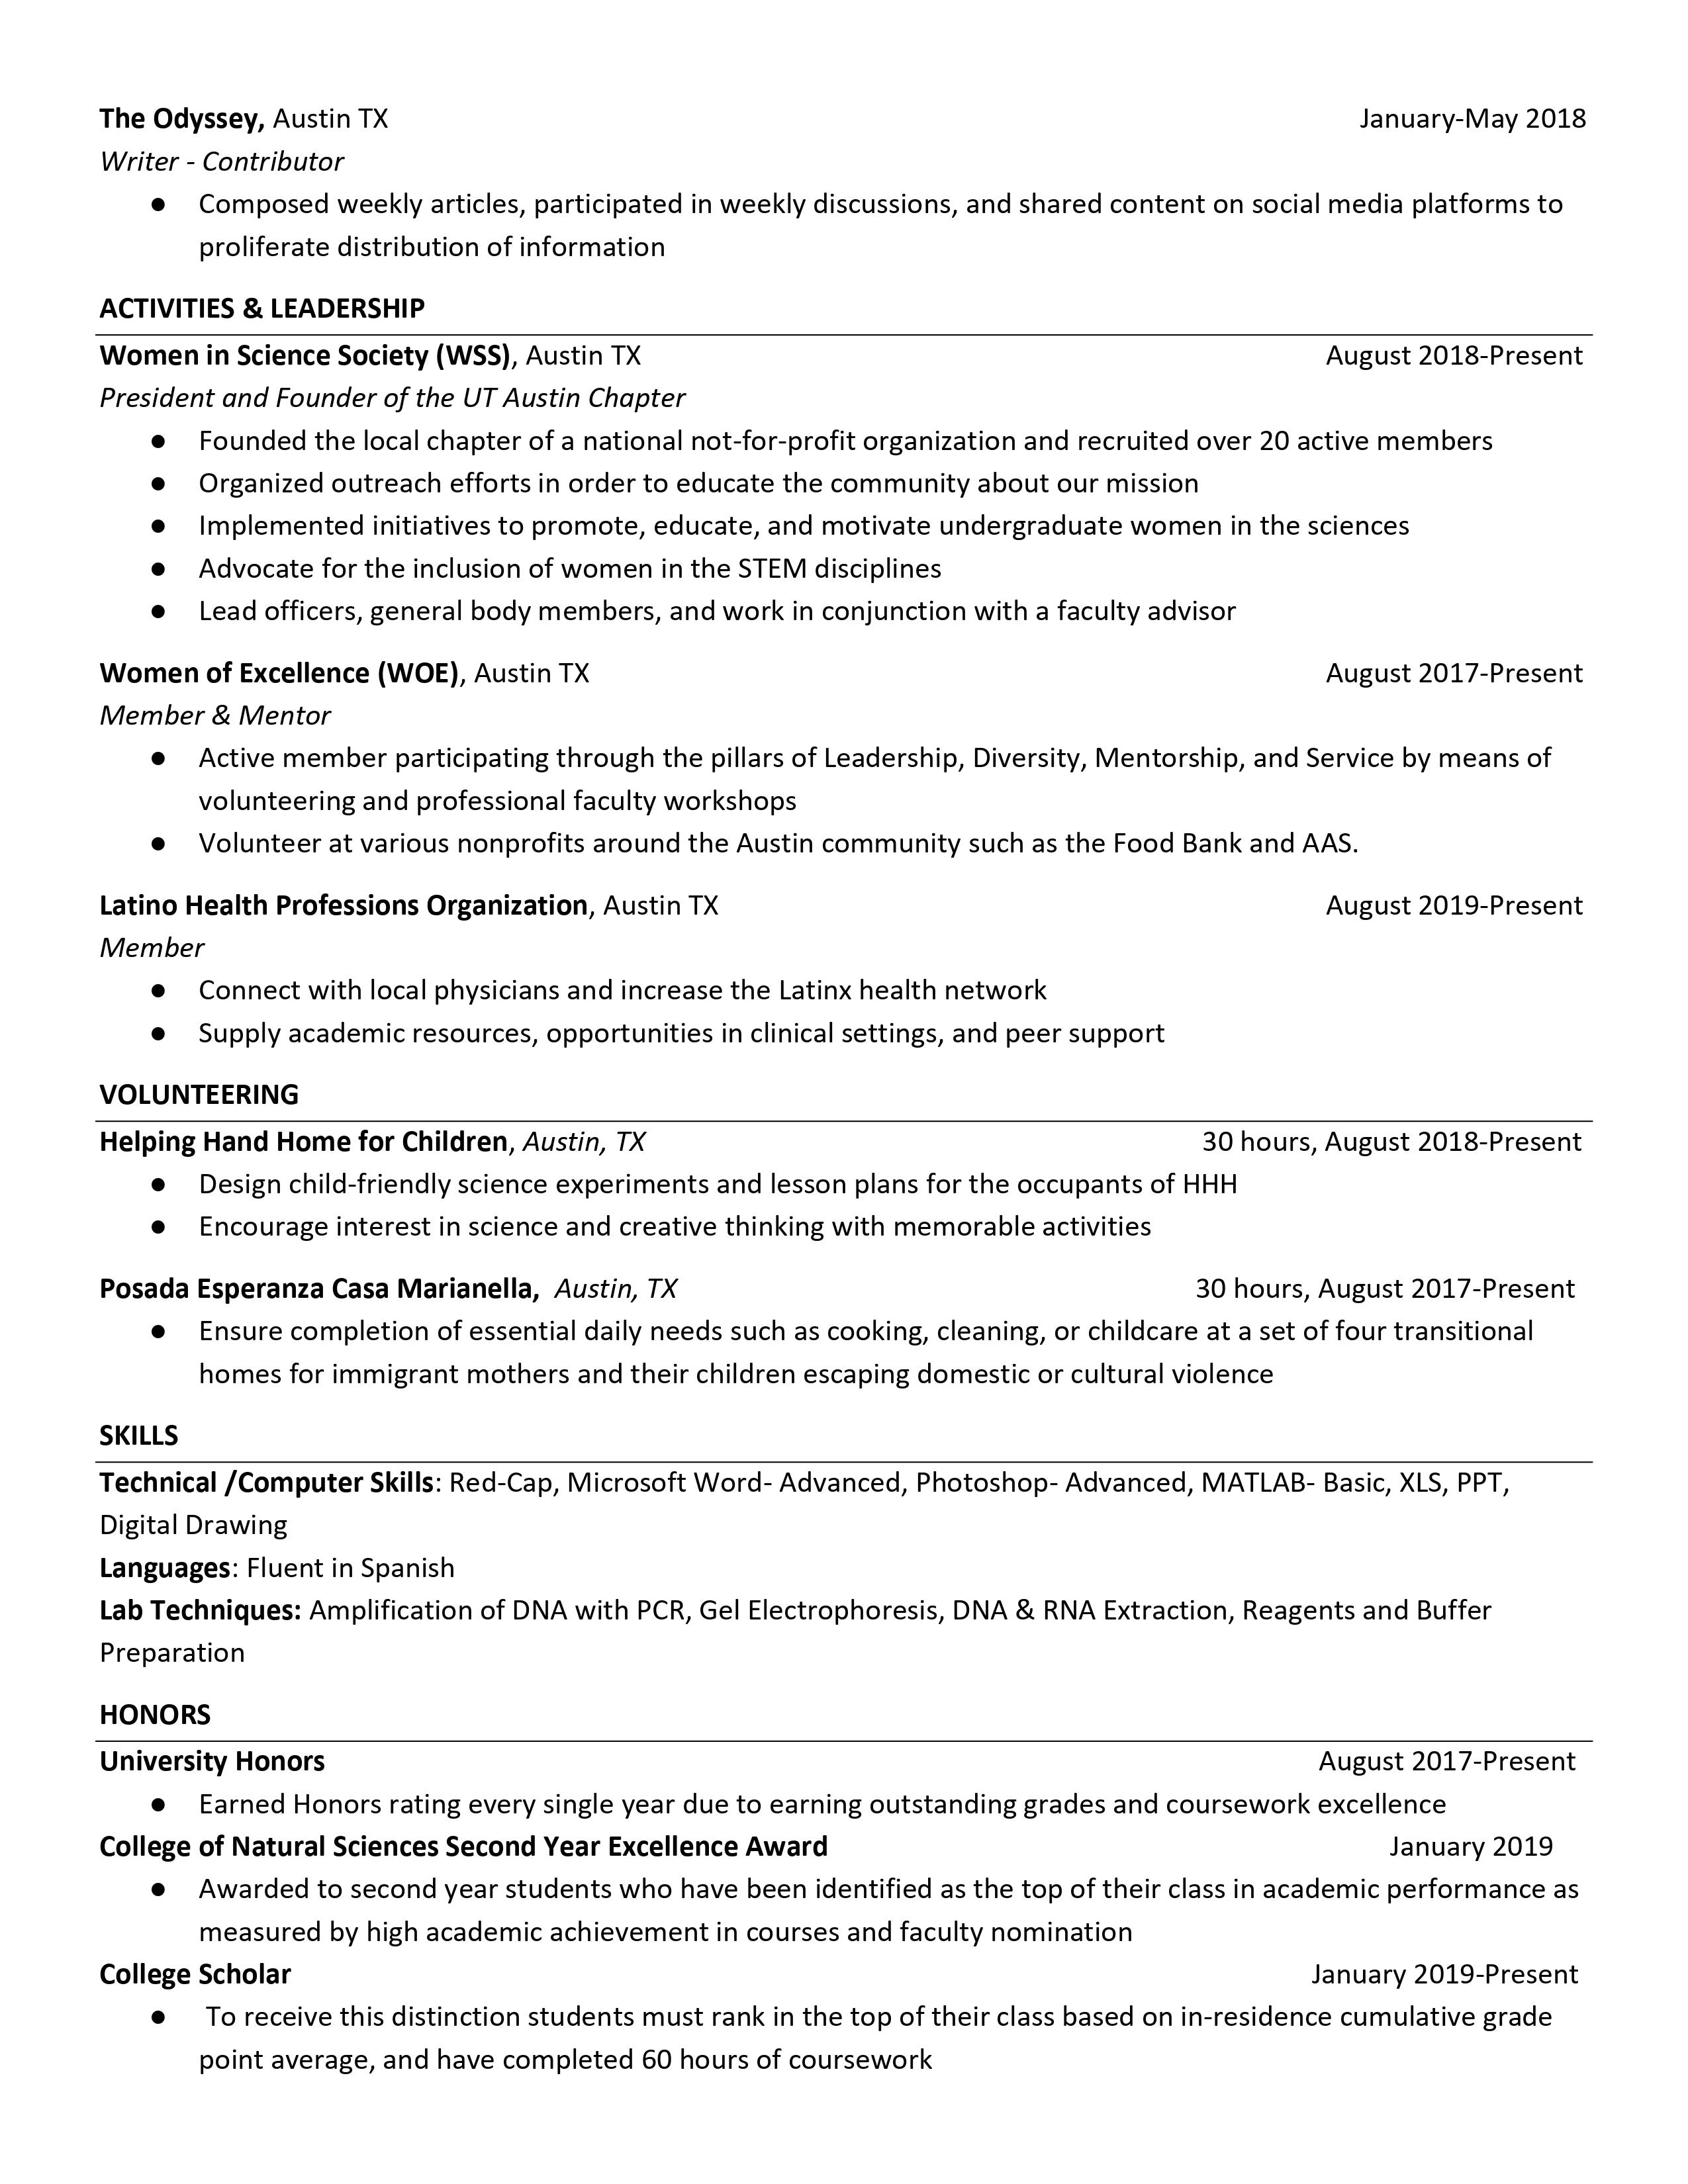 The Odyssey, Austin TX January-May 2018
Writer - Contributor
● Composed weekly articles, participated in weekly discussions, and shared content on social media platforms to
proliferate distribution of information
ACTIVITIES & LEADERSHIP
Women in Science Society (WSS), Austin TX August 2018-Present
President and Founder of the UT Austin Chapter
● Founded the local chapter of a national not-for-profit organization and recruited over 20 active members
● Organized outreach efforts in order to educate the community about our mission
● Implemented initiatives to promote, educate, and motivate undergraduate women in the sciences
● Advocate for the inclusion of women in the STEM disciplines
● Lead officers, general body members, and work in conjunction with a faculty advisor
Women of Excellence (WOE), Austin TX August 2017-Present
Member & Mentor
● Active member participating through the pillars of Leadership, Diversity, Mentorship, and Service by means of
volunteering and professional faculty workshops
● Volunteer at various nonprofits around the Austin community such as the Food Bank and AAS.
Latino Health Professions Organization, Austin TX August 2019-Present
Member
● Connect with local physicians and increase the Latinx health network
● Supply academic resources, opportunities in clinical settings, and peer support
VOLUNTEERING
Helping Hand Home for Children, Austin, TX 30 hours, August 2018-Present
● Design child-friendly science experiments and lesson plans for the occupants of HHH
● Encourage interest in science and creative thinking with memorable activities
Posada Esperanza Casa Marianella, Austin, TX 30 hours, August 2017-Present
● Ensure completion of essential daily needs such as cooking, cleaning, or childcare at a set of four transitional
homes for immigrant mothers and their children escaping domestic or cultural violence
SKILLS
Technical /Computer Skills: Red-Cap, Microsoft Word- Advanced, Photoshop- Advanced, MATLAB- Basic, XLS, PPT,
Digital Drawing
Languages: Fluent in Spanish
Lab Techniques: Amplification of DNA with PCR, Gel Electrophoresis, DNA & RNA Extraction, Reagents and Buffer
Preparation
HONORS
University Honors August 2017-Present
● Earned Honors rating every single year due to earning outstanding grades and coursework excellence
College of Natural Sciences Second Year Excellence Award January 2019
● Awarded to second year students who have been identified as the top of their class in academic performance as
measured by high academic achievement in courses and faculty nomination
College Scholar January 2019-Present
● To receive this distinction students must rank in the top of their class based on in-residence cumulative grade
point average, and have completed 60 hours of coursework